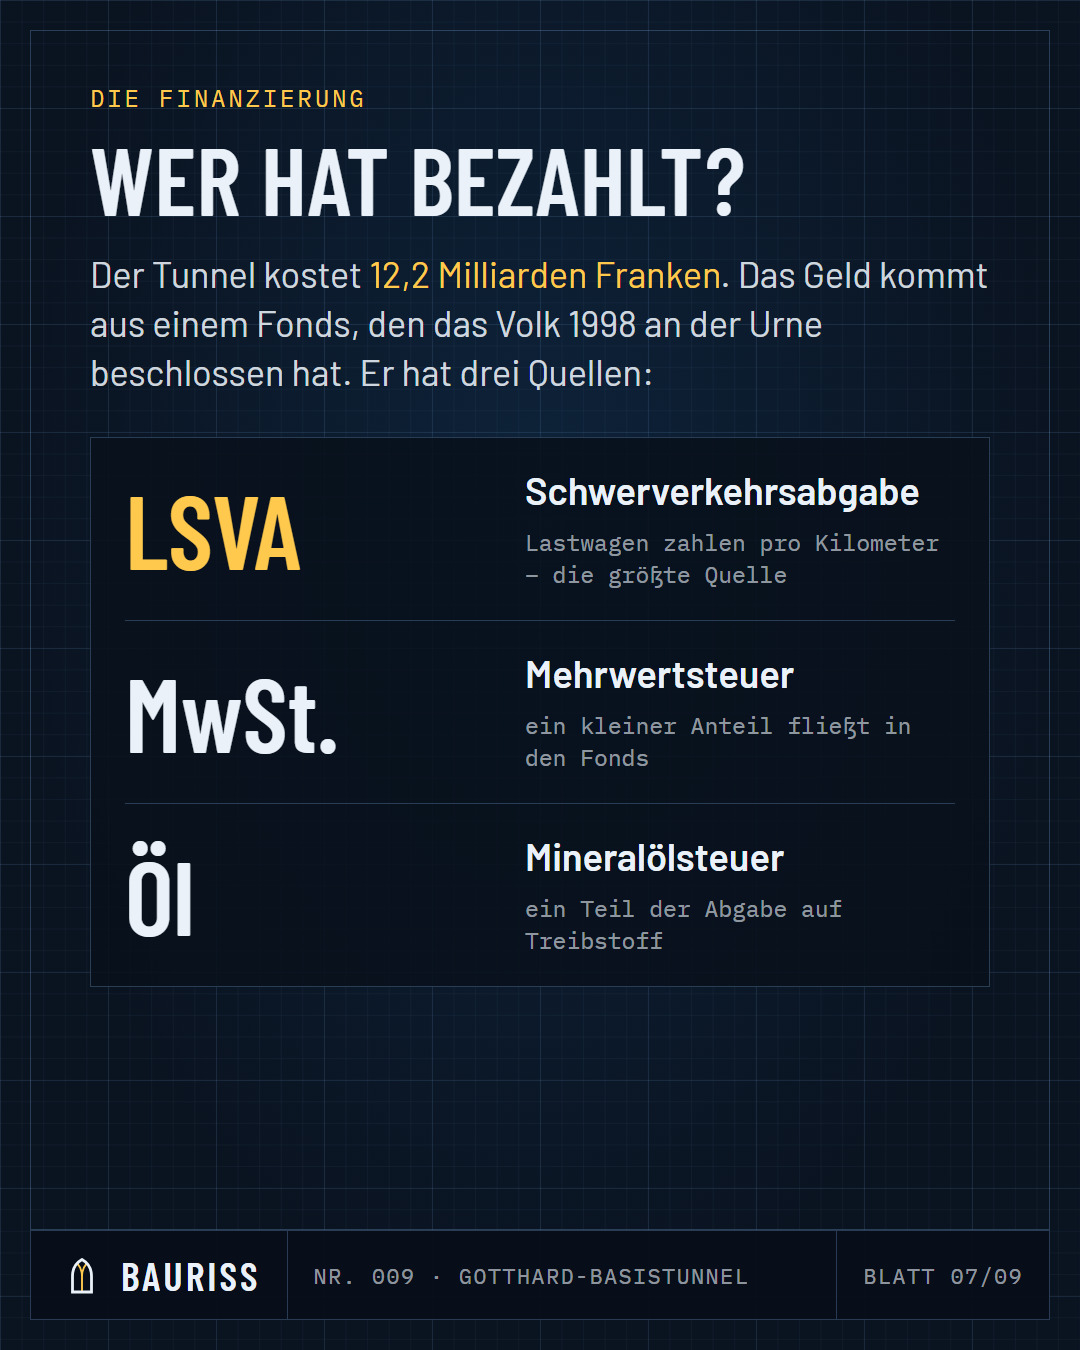 DIE FINANZIERUNG
WER HAT BEZAHLT?
Der Tunnel kostet 12,2 Milliarden Franken. Das Geld kommt
aus einem Fonds, den das Volk 1998 an der Urne
beschlossen hat. Er hat drei Quellen:
LSVA
Schwerverkehrsabgabe
Lastwagen zahlen pro Kilometer
– die größte Quelle
MwSt.
Mehrwertsteuer
ein kleiner Anteil fließt in
den Fonds
Öl
Mineralölsteuer
ein Teil der Abgabe auf
Treibstoff
BAURISS
NR. 009 · GOTTHARD-BASISTUNNEL
BLATT 07/09